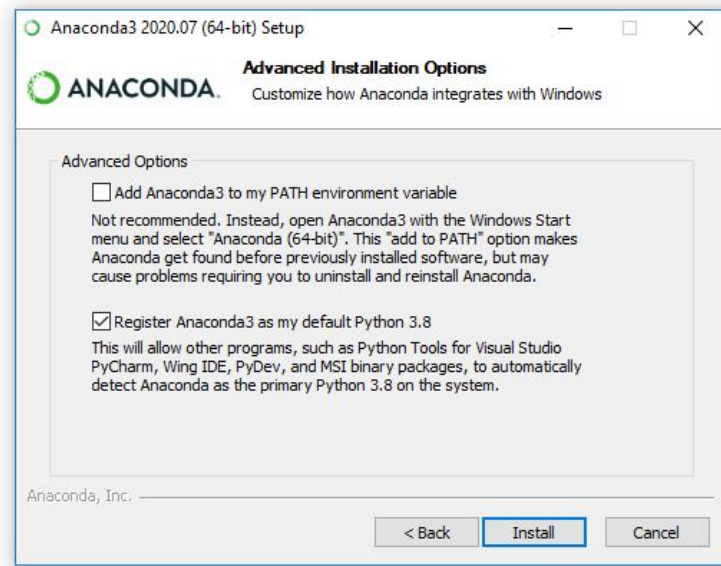 Anaconda3 2020.07 (64-bit) Setup
ANACONDA.
Advanced Installation Options
Customize how Anaconda integrates with Windows
Advanced Options
Add Anaconda3 to my PATH environment variable
Not recommended. Instead, open Anaconda3 with the Windows Start
menu and select "Anaconda (64-bit)". This "add to PATH" option makes
Anaconda get found before previously installed software, but may
cause problems requiring you to uninstall and reinstall Anaconda.
Register Anaconda3 as my default Python 3.8
This will allow other programs, such as Python Tools for Visual Studio
PyCharm, Wing IDE, PyDev, and MSI binary packages, to automatically
detect Anaconda as the primary Python 3.8 on the system.
Anaconda, Inc.
< Back
Install
Cancel